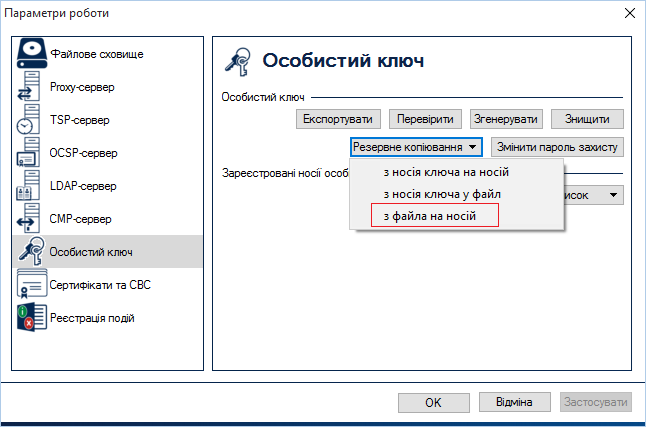 Параметри роботи
Файлове сховище
Proxy-сервер
TSP-сервер
OCSP-сервер
LDAP-сервер
CMP-сервер
Особистий ключ
Сертифікати та СВС
Реєстрація подій
Особистий ключ
Особистий ключ
Експортувати Перевірити Згенерувати Знищити
Резервне копіювання Змінити пароль захисту
Зареєстровані носії особ
з носія ключа на носій
з носія ключа у файл
з файла на носій
исок
OK Відміна Застосувати